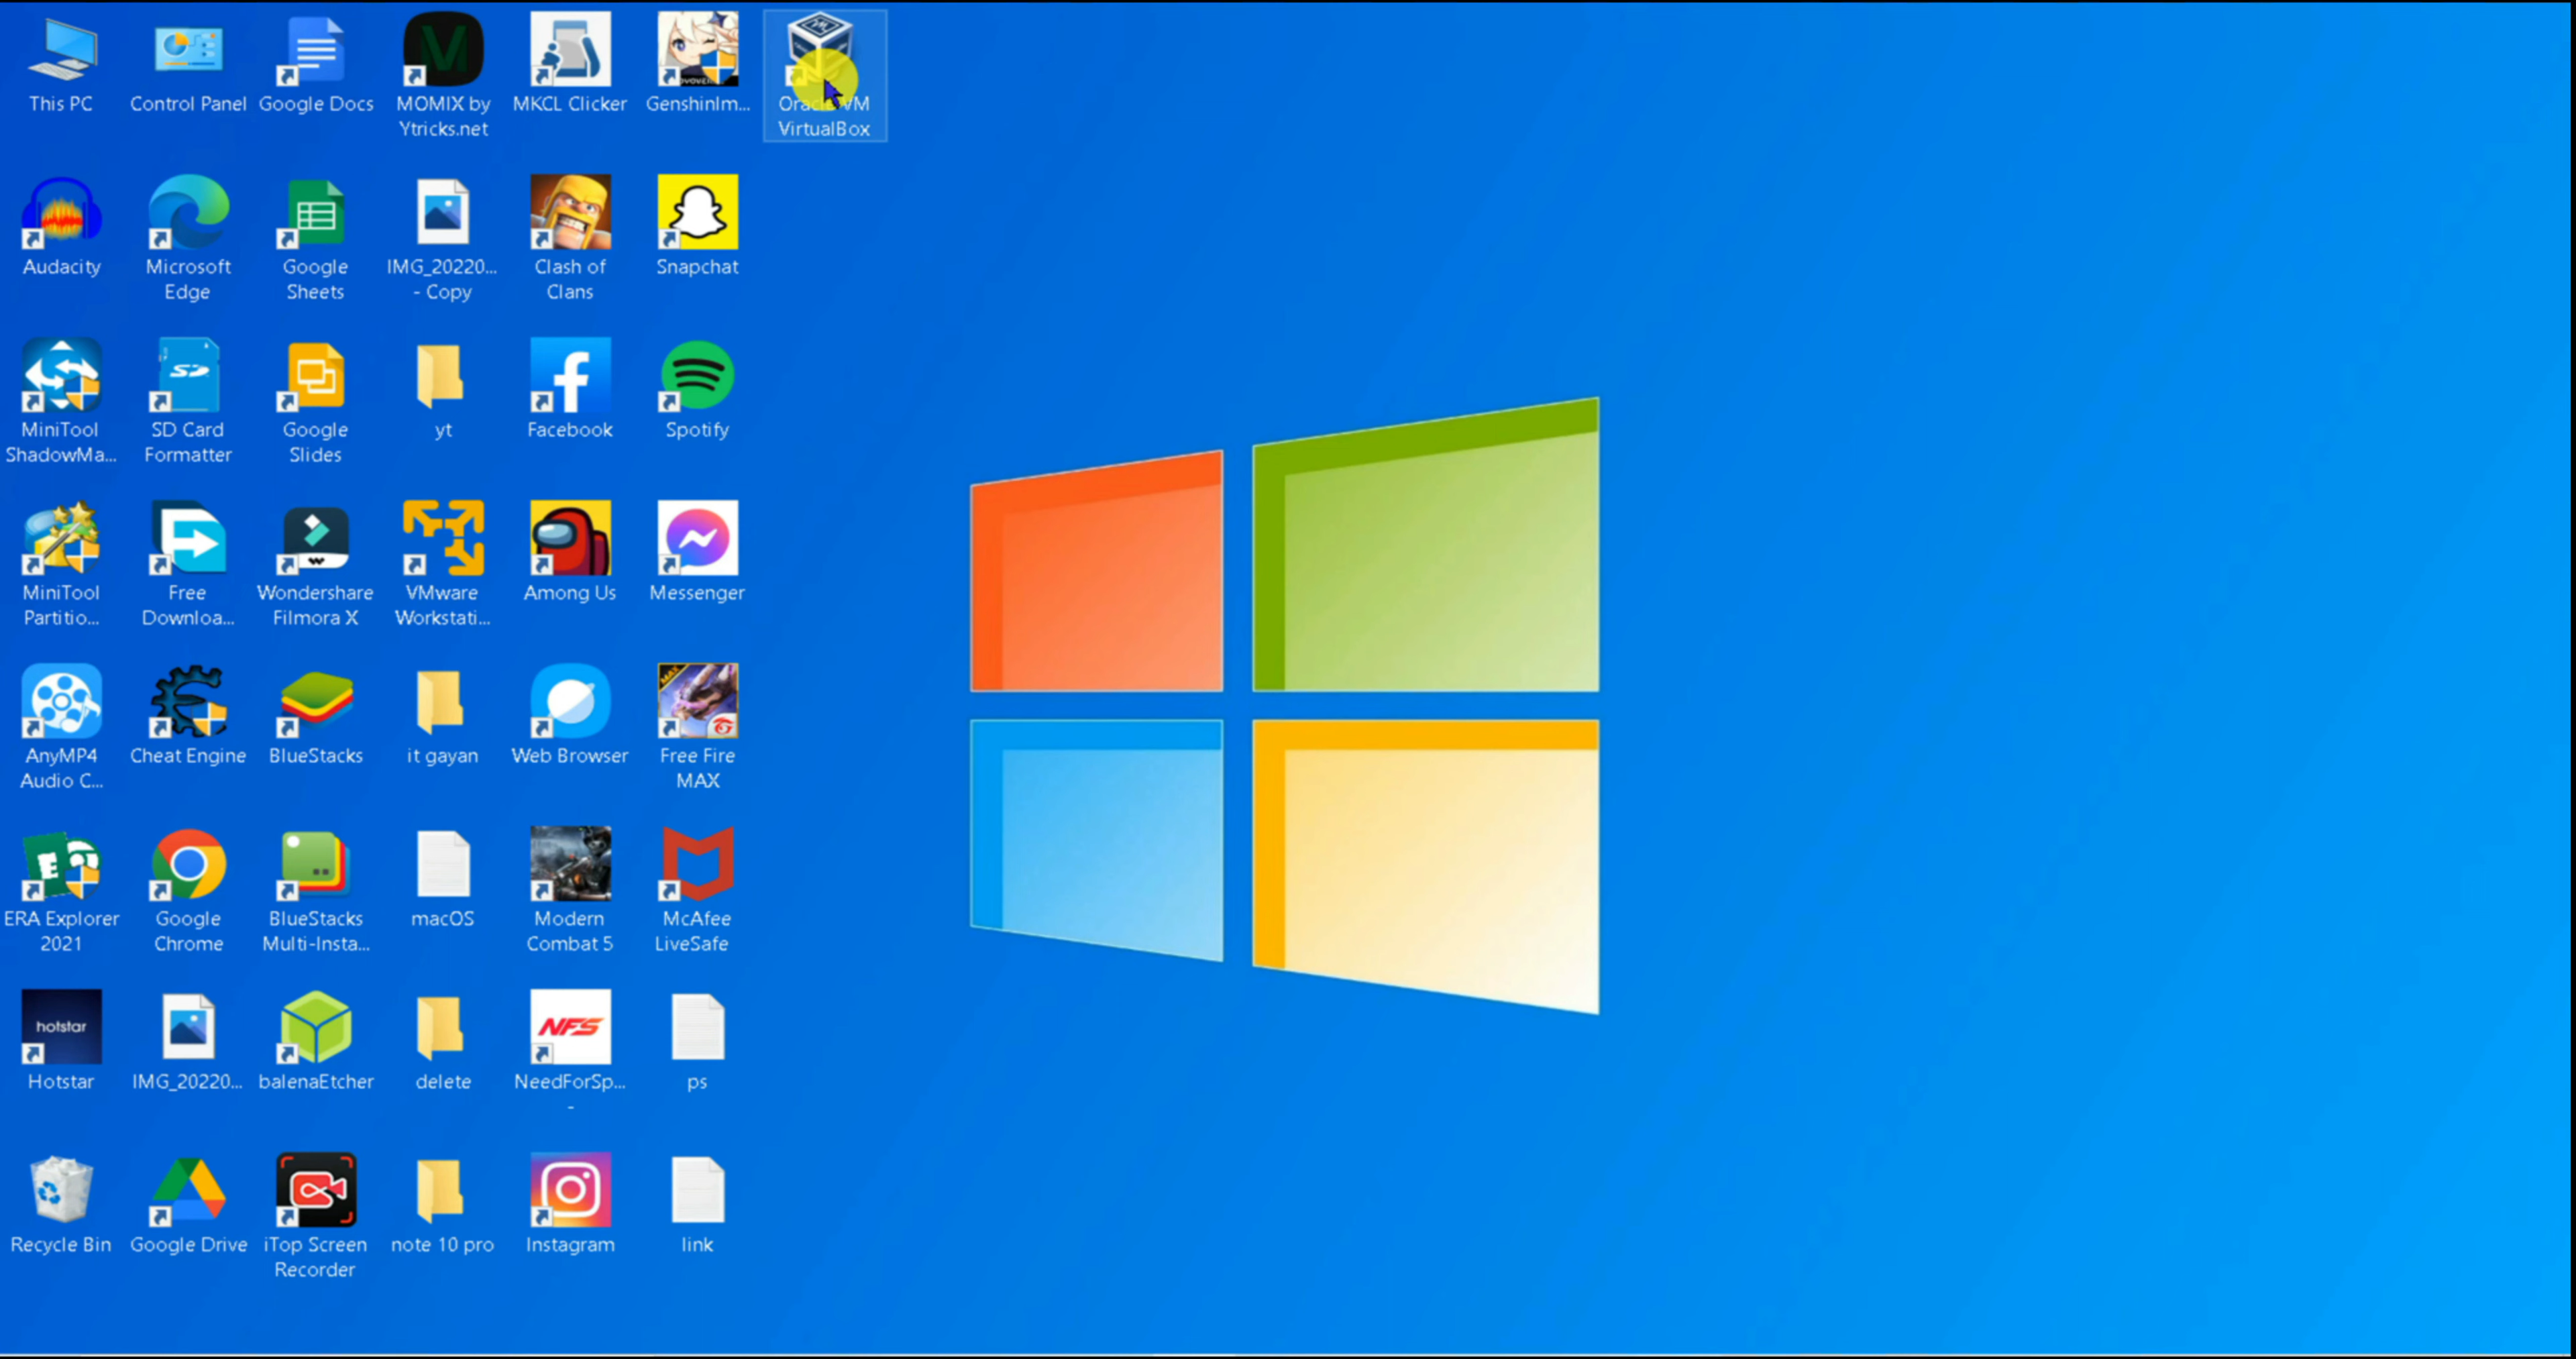 This PC
Control Panel
Google Docs
MOMIX by
Ytricks.net
MKCL Clicker
GenshinIm...
Oracle VM
VirtualBox
Audacity
Microsoft
Edge
Google
Sheets
IMG_20220...
- Copy
Clash of
Clans
Snapchat
MiniTool
ShadowMa...
SD Card
Formatter
Google
Slides
yt
Facebook
Spotify
MiniTool
Partitio...
Free
Downloa...
Wondershare
Filmora X
VMware
Workstati...
Among Us
Messenger
AnyMP4
Audio C...
Cheat Engine
BlueStacks
it gayan
Web Browser
MAX
Free Fire
MAX
ERA Explorer
2021
Google
Chrome
BlueStacks
Multi-Insta...
macOS
Modern
Combat 5
McAfee
LiveSafe
hotstar
Hotstar
IMG_20220...
balenaEtcher
delete
NFS
NeedForSp...
-
ps
Recycle Bin
Google Drive
iTop Screen
Recorder
note 10 pro
Instagram
link